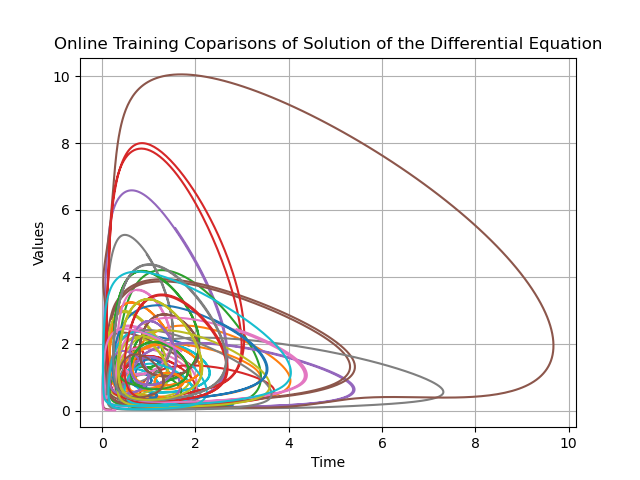 Online Training Coparisons of Solution of the Differential Equation
10
8
6
4
2
0
Values
0 2 4 6 8 10
Time